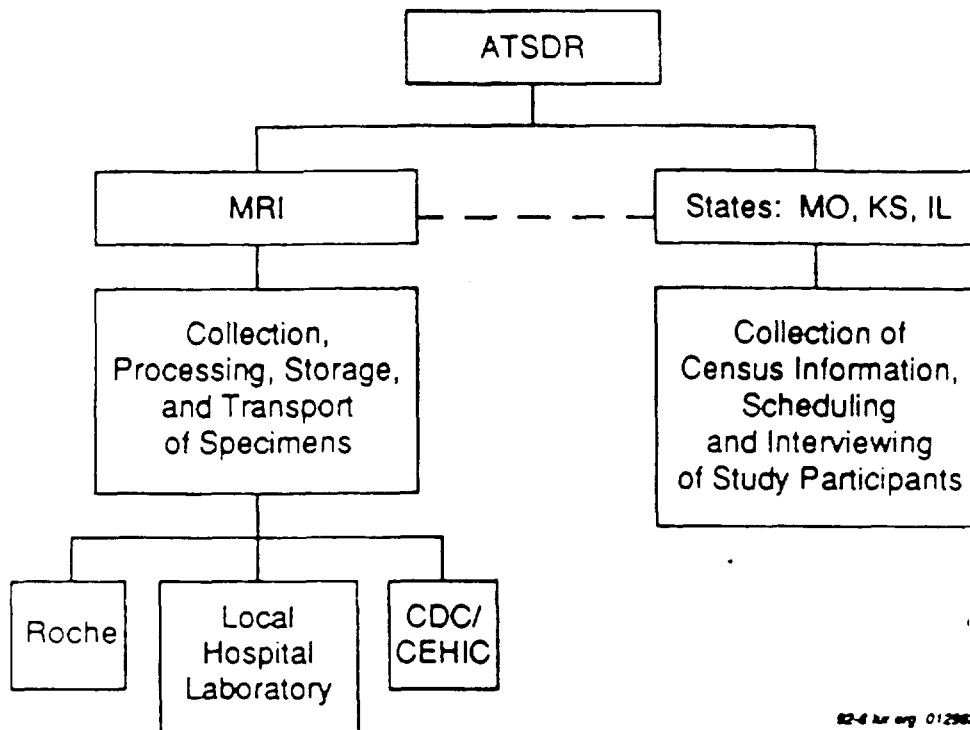 ATSDR
MRI
States: MO, KS, IL
Collection,
Processing, Storage,
and Transport
of Specimens
Collection of
Census Information,
Scheduling
and Interviewing
of Study Participants
Roche
Local
Hospital
Laboratory
CDC/
CEHIC
org